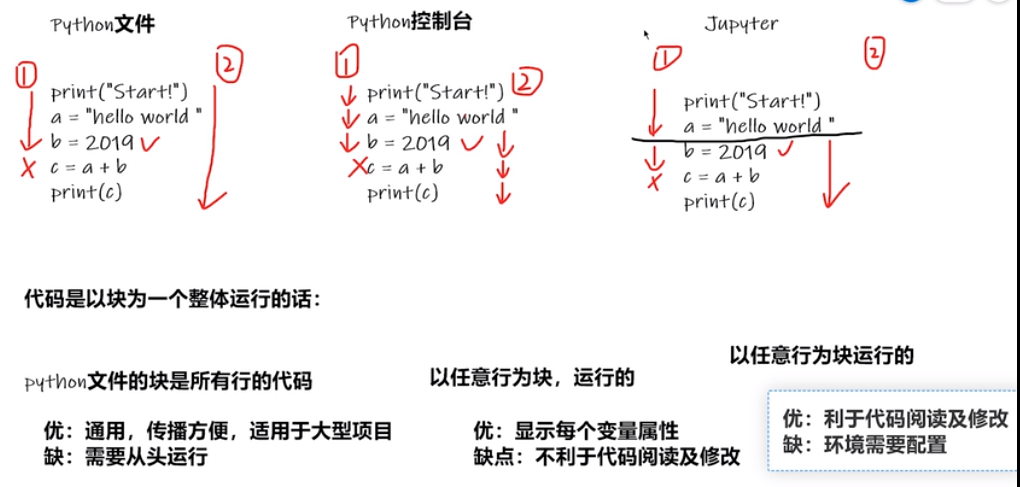 Python文件
①
②
print("Start!")
a = "hello world "
b = 2019
c = a + b
print(c)
Python控制台
①
②
print("Start!")
a = "hello world "
b = 2019
c = a + b
print(c)
Jupyter
①
②
print("Start!")
a = "hello world "
b = 2019
c = a + b
print(c)
代码是以块为一个整体运行的话：
python文件的块是所有行的代码
优：通用，传播方便，适用于大型项目
缺：需要从头运行
以任意行为块，运行的
优：显示每个变量属性
缺点：不利于代码阅读及修改
以任意行为块运行的
优：利于代码阅读及修改
缺：环境需要配置